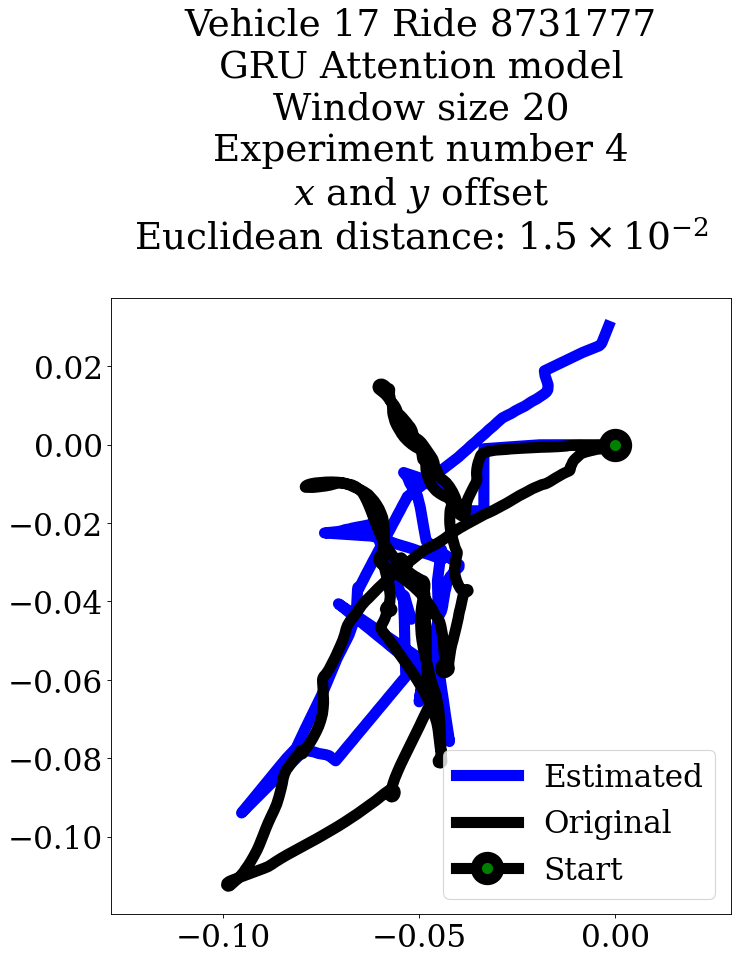 Vehicle 17 Ride 8731777
GRU Attention model
Window size 20
Experiment number 4
x and y offset
Euclidean distance: 1.5 × 10⁻²
0.02
0.00
−0.02
−0.04
−0.06
−0.08
−0.10
Estimated
Original
Start
−0.10
−0.05
0.00